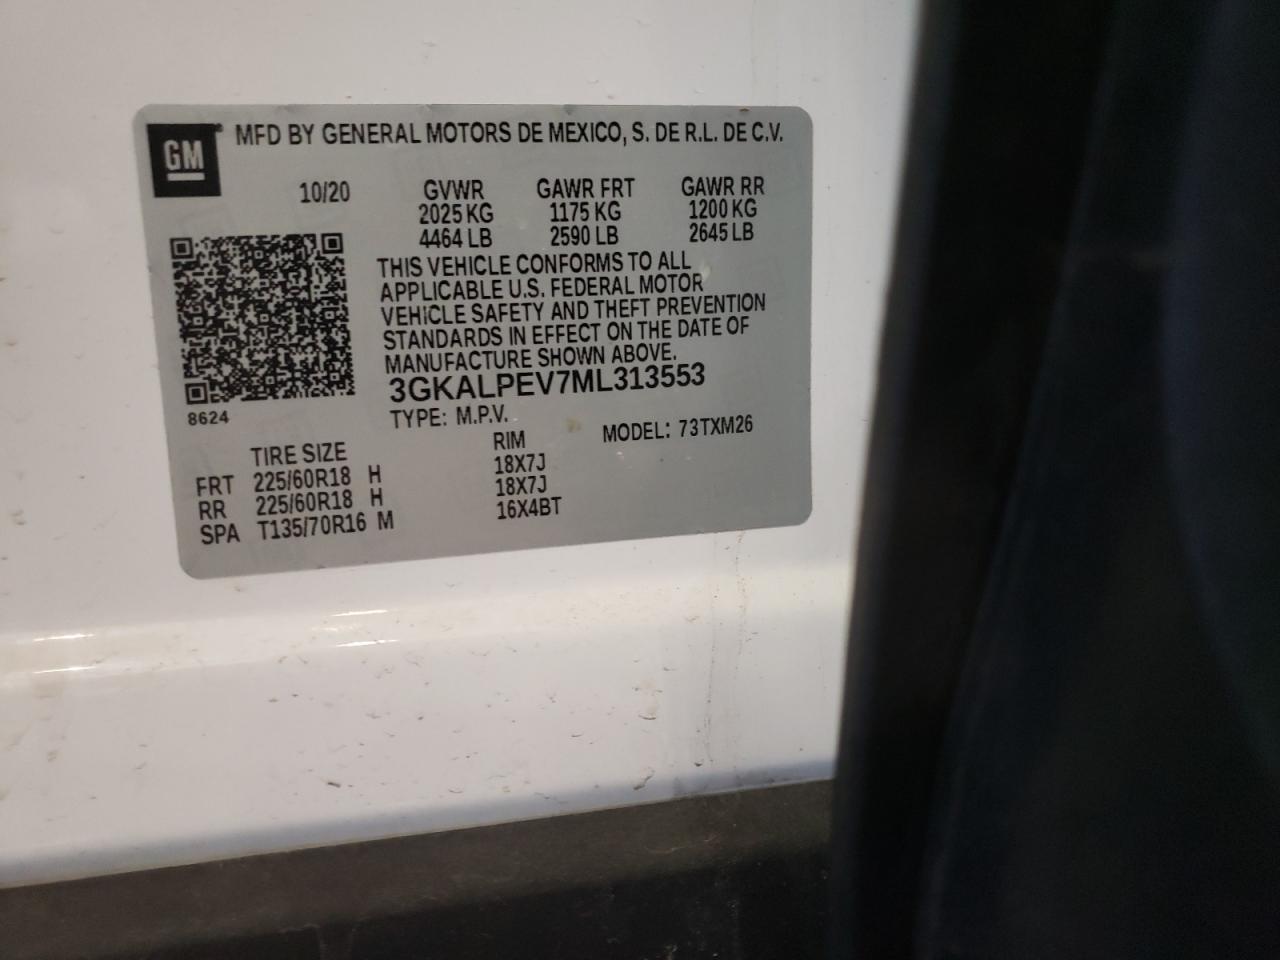 GM MFD BY GENERAL MOTORS DE MEXICO, S. DE R.L. DE C.V.
10/20 GVWR GAWR FRT GAWR RR
2025 KG 1175 KG 1200 KG
4464 LB 2590 LB 2645 LB
THIS VEHICLE CONFORMS TO ALL
APPLICABLE U.S. FEDERAL MOTOR
VEHICLE SAFETY AND THEFT PREVENTION
STANDARDS IN EFFECT ON THE DATE OF
MANUFACTURE SHOWN ABOVE.
3GKALPEV7ML313553
8624
TYPE: M.P.V. MODEL: 73TXM26
TIRE SIZE RIM
FRT 225/60R18 H 18X7J
RR 225/60R18 H 18X7J
SPA T135/70R16 M 16X4BT